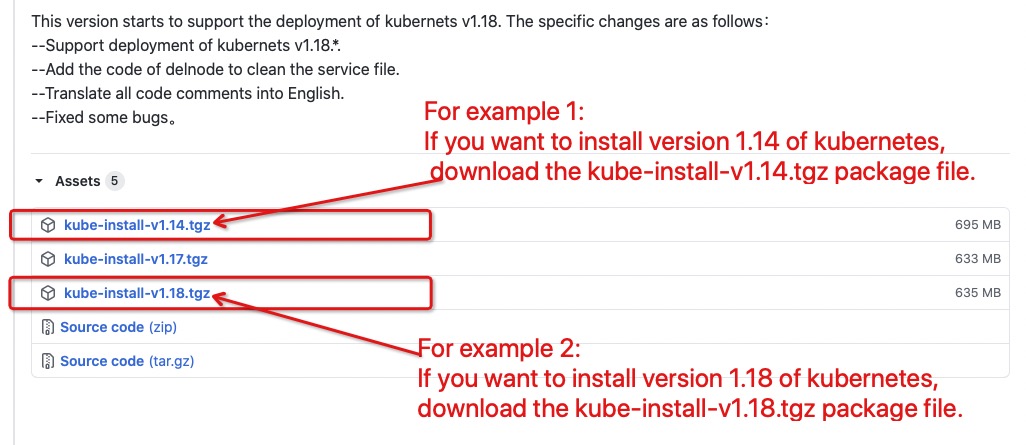 This version starts to support the deployment of kubernets v1.18. The specific changes are as follows：
--Support deployment of kubernets v1.18.*.
--Add the code of delnode to clean the service file.
--Translate all code comments into English.
--Fixed some bugs。
For example 1:
If you want to install version 1.14 of kubernetes,
download the kube-install-v1.14.tgz package file.
Assets 5
kube-install-v1.14.tgz 695 MB
kube-install-v1.17.tgz 633 MB
kube-install-v1.18.tgz 635 MB
Source code (zip)
Source code (tar.gz)
For example 2:
If you want to install version 1.18 of kubernetes,
download the kube-install-v1.18.tgz package file.